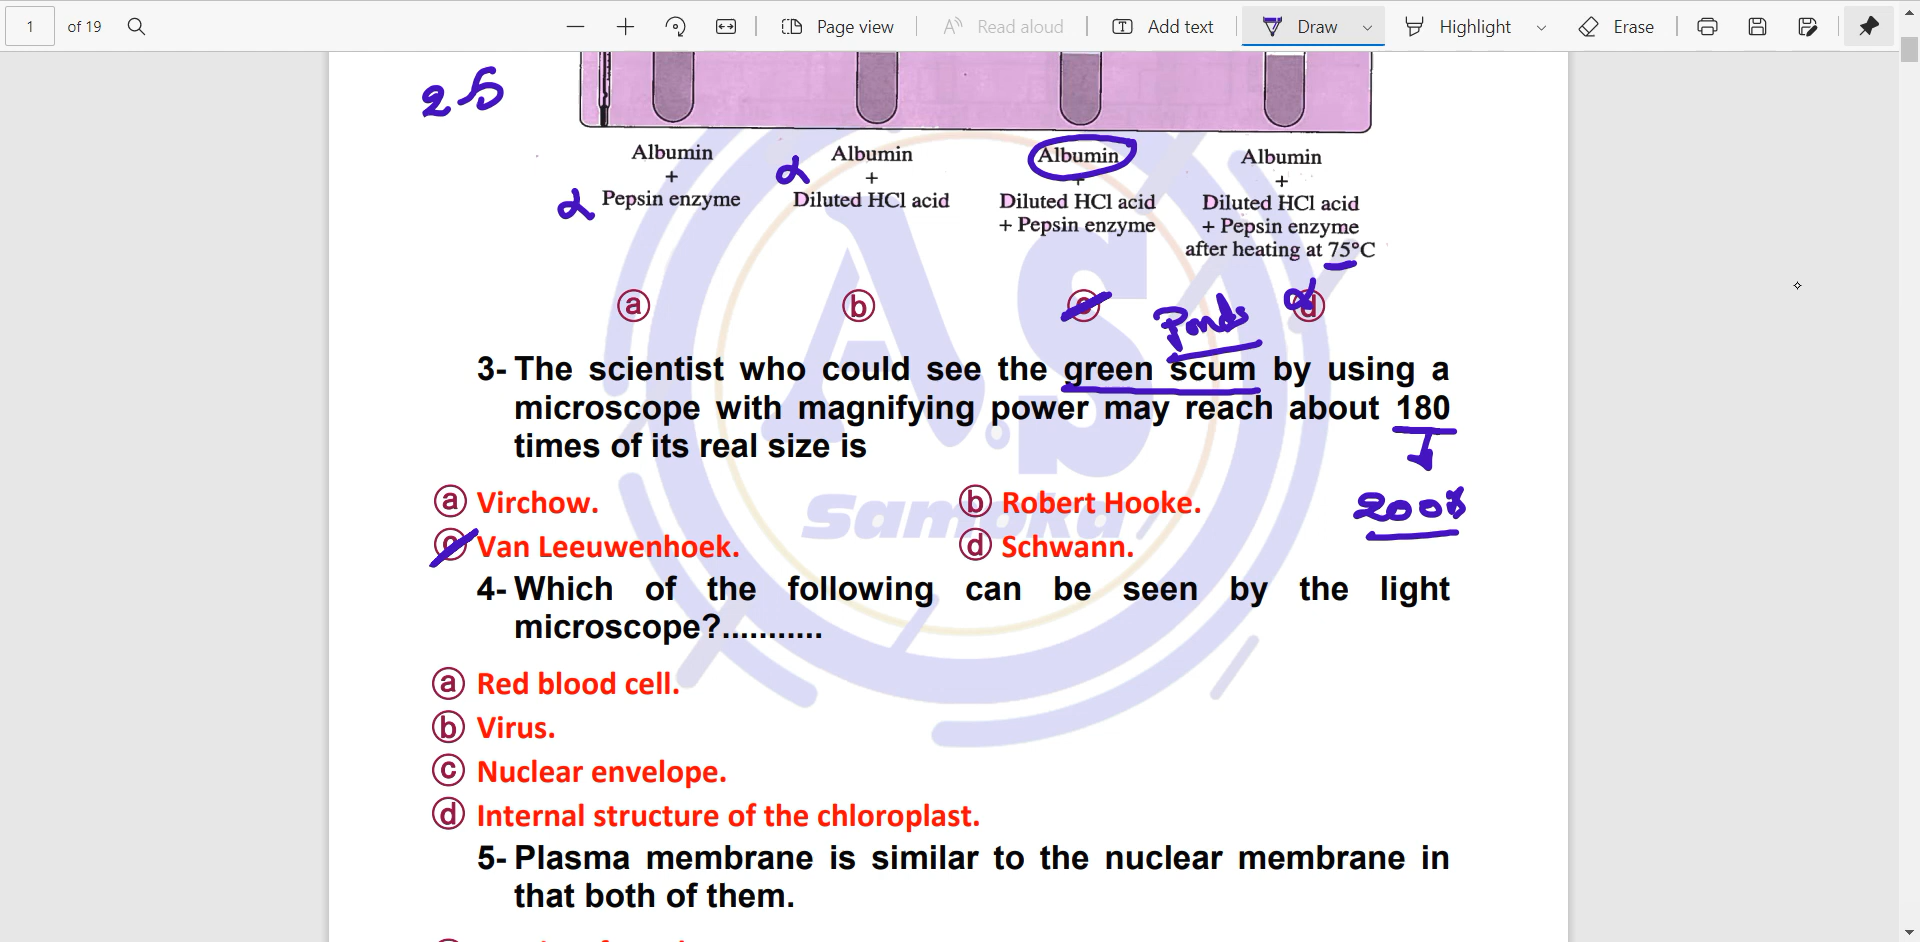 1 of 19 Page view Read aloud Add text Draw Highlight Erase
25
Albumin
+
Pepsin enzyme
Albumin
+
Diluted HCl acid
Albumin
+
Diluted HCl acid
+ Pepsin enzyme
Albumin
+
Diluted HCl acid
+ Pepsin enzyme
after heating at 75°C
a b c d
Ponds
3- The scientist who could see the green scum by using a
microscope with magnifying power may reach about 180
times of its real size is
a Virchow. b Robert Hooke.
200x
c Van Leeuwenhoek. d Schwann.
4- Which of the following can be seen by the light
microscope?...........
a Red blood cell.
b Virus.
c Nuclear envelope.
d Internal structure of the chloroplast.
5- Plasma membrane is similar to the nuclear membrane in
that both of them.
A.S
Samaka